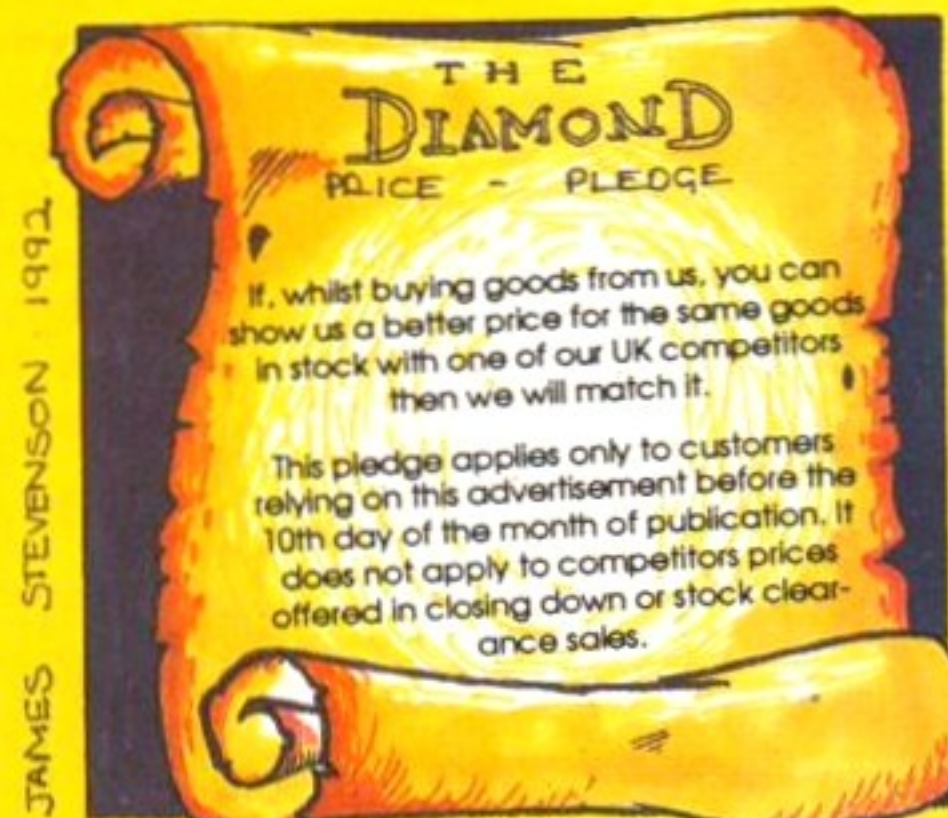 THE
DIAMOND
PRICE - PLEDGE
If, whilst buying goods from us, you can
show us a better price for the same goods
in stock with one of our UK competitors
then we will match it.
This pledge applies only to customers
relying on this advertisement before the
10th day of the month of publication. It
does not apply to competitors prices
offered in closing down or stock clear-
ance sales.
JAMES STEVENSON 1992